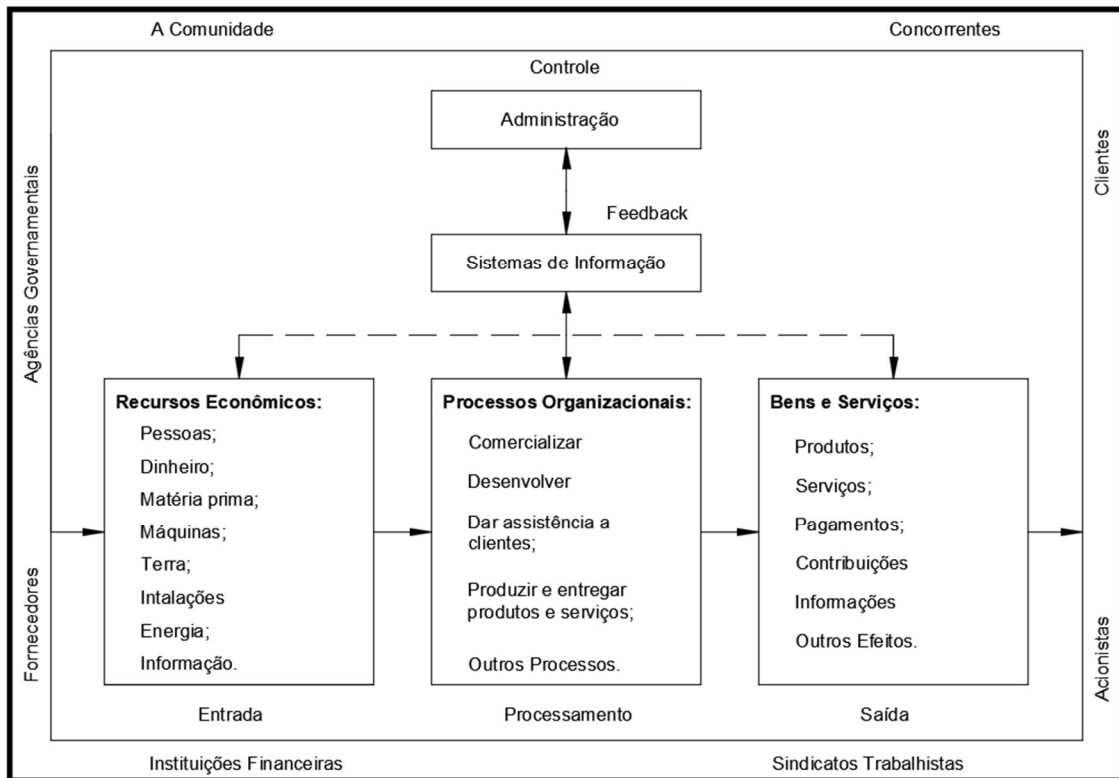 A Comunidade
Concorrentes
Controle
Administração
Feedback
Sistemas de Informação
Agências Governamentais
Fornecedores
Clientes
Acionistas
Recursos Econômicos:
Pessoas;
Dinheiro;
Matéria prima;
Máquinas;
Terra;
Intalações
Energia;
Informação.
Entrada
Processos Organizacionais:
Comercializar
Desenvolver
Dar assistência a
clientes;
Produzir e entregar
produtos e serviços;
Outros Processos.
Processamento
Bens e Serviços:
Produtos;
Serviços;
Pagamentos;
Contribuições
Informações
Outros Efeitos.
Saída
Instituições Financeiras
Sindicatos Trabalhistas